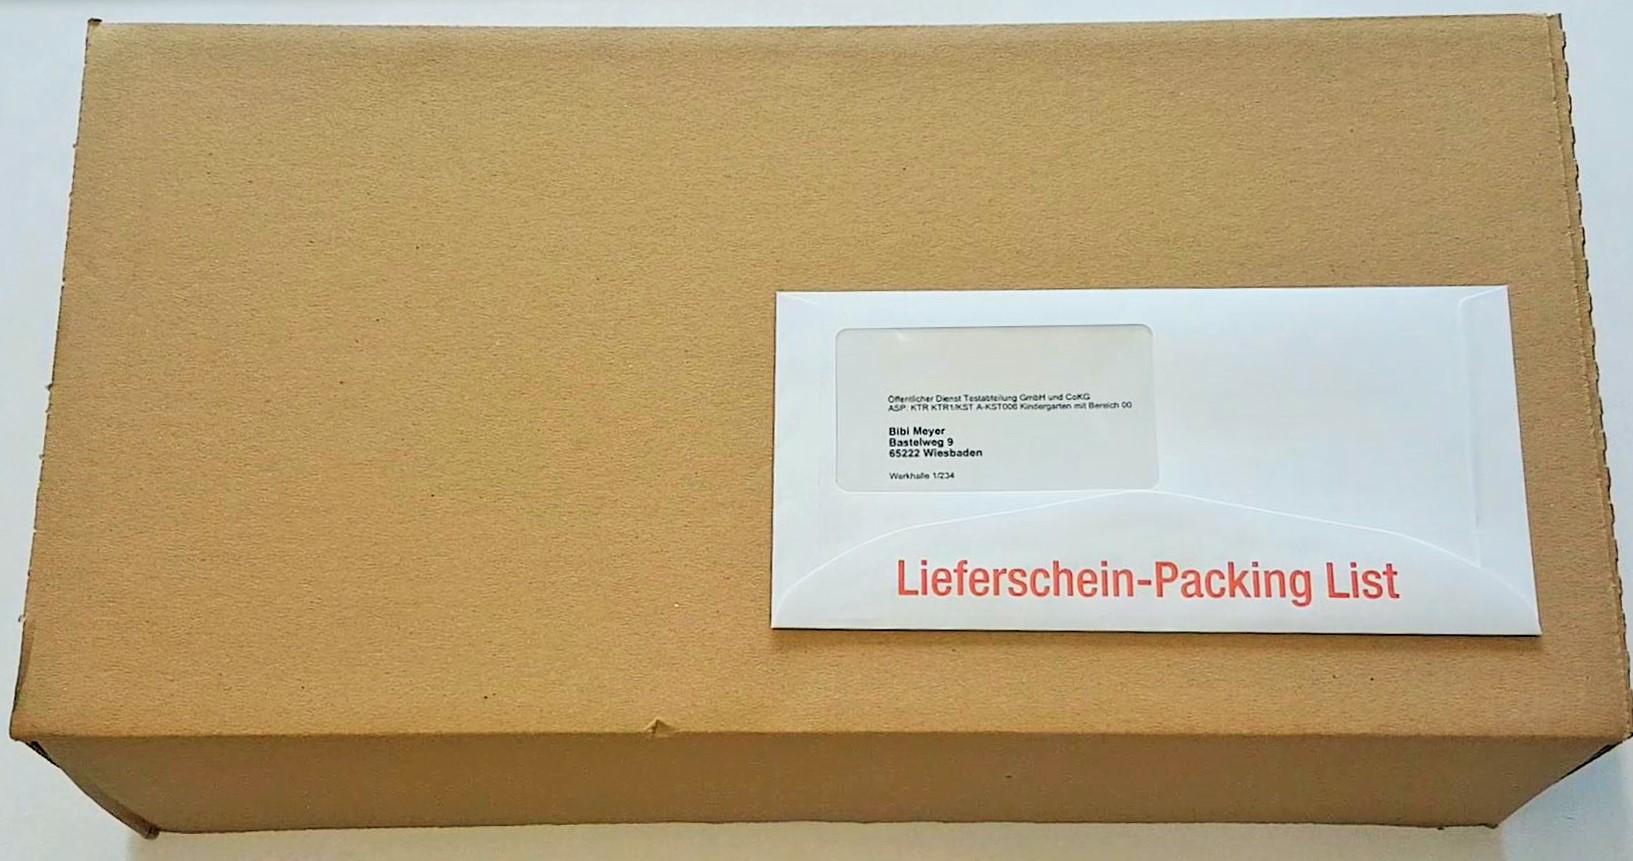 Öffentlicher Dienst Testabteilung GmbH und CoKG
ASP: KTR KTR1/KST A-KST006 Kindergarten mit Bereich 00
Bibi Meyer
Bastelweg 9
65222 Wiesbaden
Werkhalle 1/234
Lieferschein-Packing List